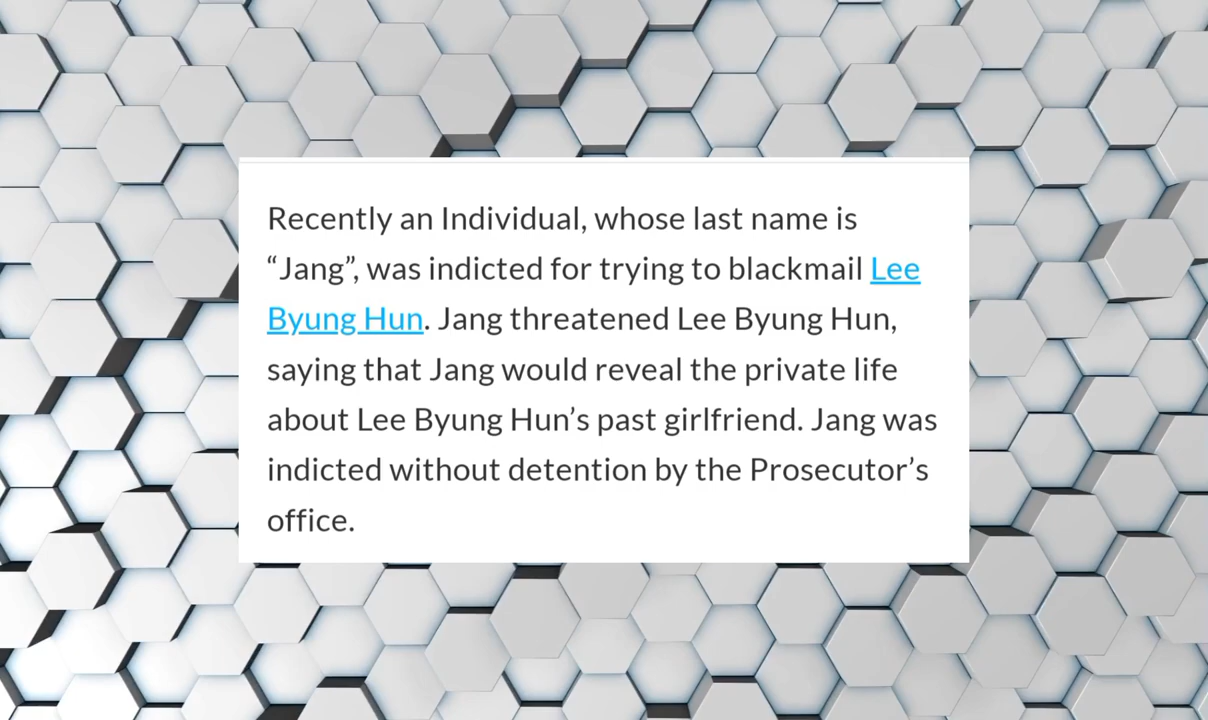 Recently an Individual, whose last name is
“Jang”, was indicted for trying to blackmail Lee
Byung Hun. Jang threatened Lee Byung Hun,
saying that Jang would reveal the private life
about Lee Byung Hun’s past girlfriend. Jang was
indicted without detention by the Prosecutor’s
office.